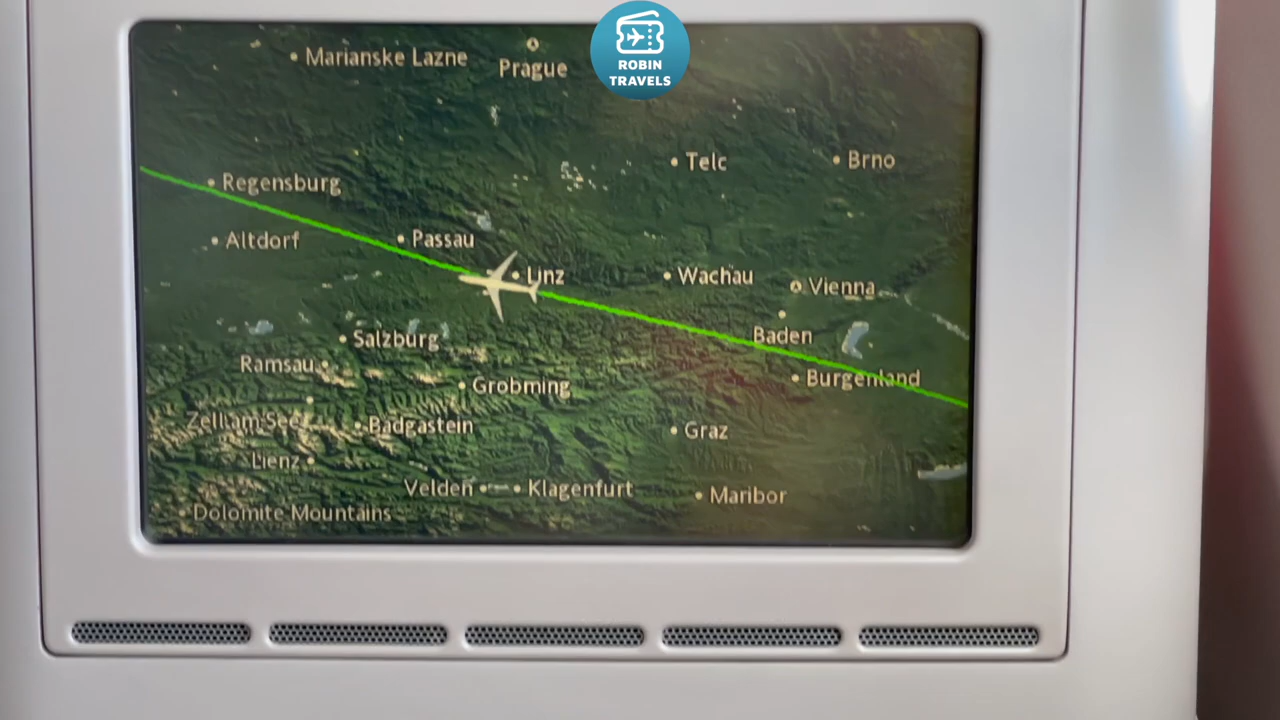 ROBIN
TRAVELS
Marianske Lazne
Prague
Telc
Brno
Regensburg
Altdorf
Passau
Linz
Wachau
Vienna
Salzburg
Baden
Ramsau
Grobming
Burgenland
Zell am See
Badgastein
Graz
Lienz
Velden
Klagenfurt
Maribor
Dolomite Mountains